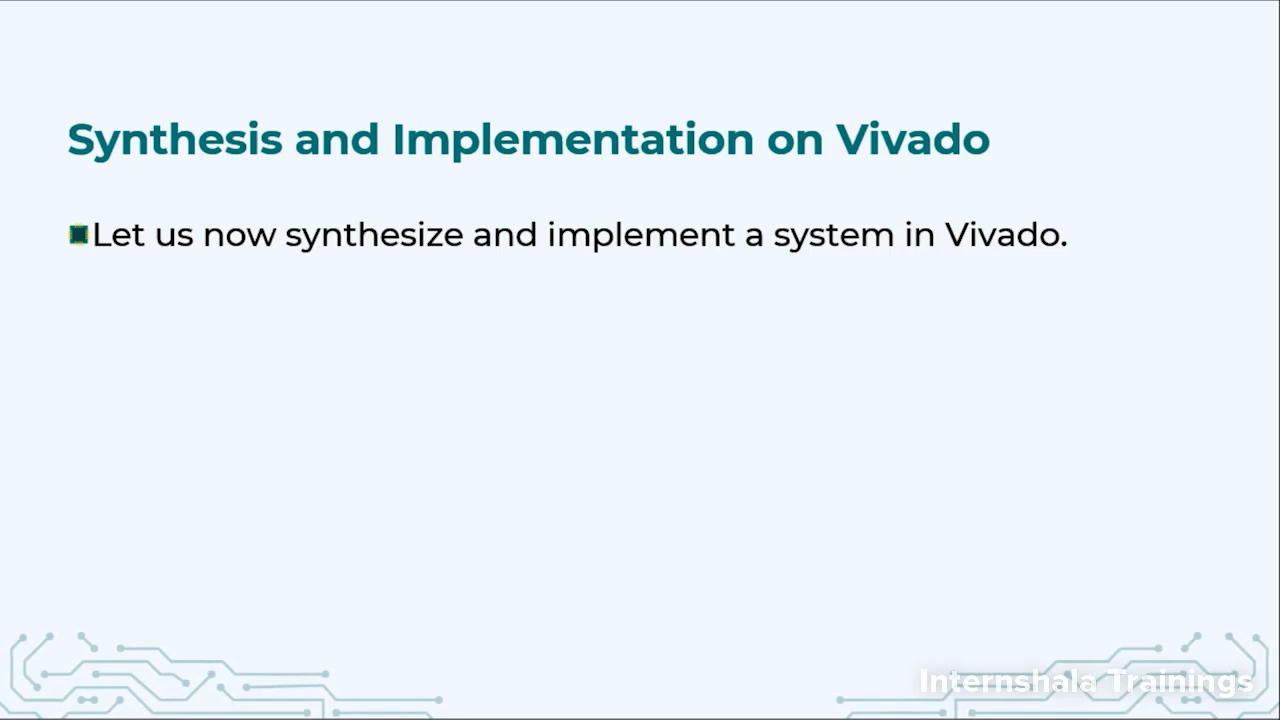 Synthesis and Implementation on Vivado
Let us now synthesize and implement a system in Vivado.
Internshala Trainings